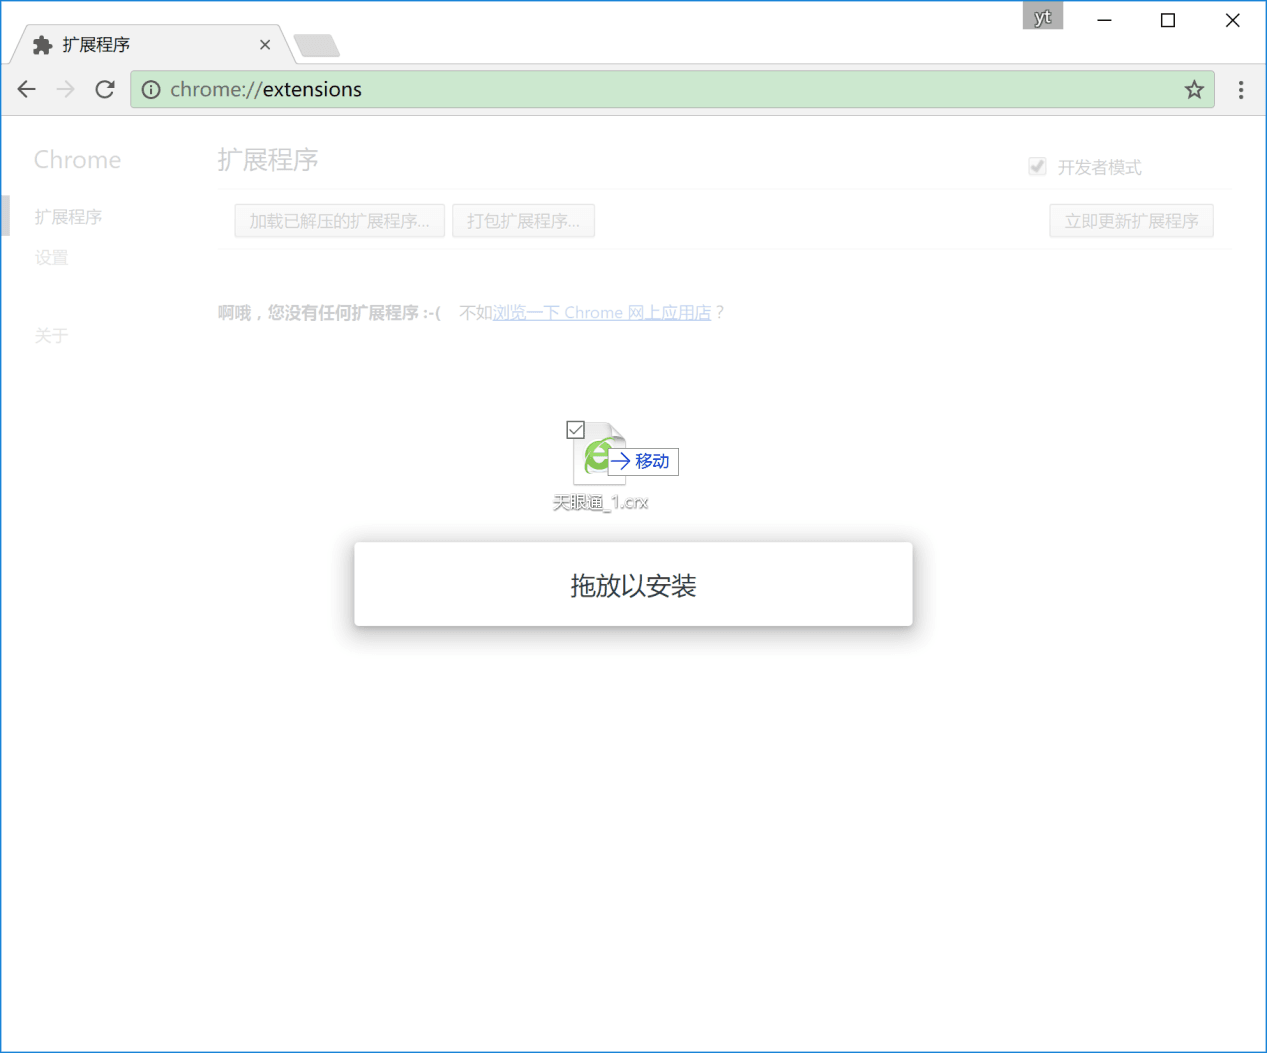 yt
扩展程序
chrome://extensions
Chrome
扩展程序
开发者模式
扩展程序
加载已解压的扩展程序... 打包扩展程序... 立即更新扩展程序
设置
啊哦，您没有任何扩展程序 :-( 不如浏览一下 Chrome 网上应用店？
关于
移动
天眼通_1.crx
拖放以安装